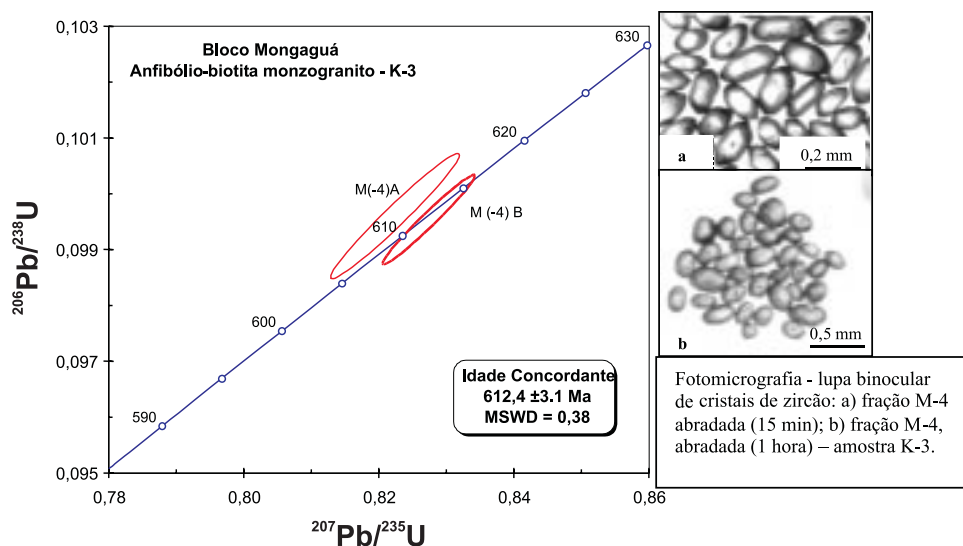 0,103
0,101
0,099
0,097
0,095
²⁰⁶Pb/²³⁸U
Bloco Mongaguá
Anfibólio-biotita monzogranito - K-3
630
620
M(-4)A
610
M (-4) B
600
590
Idade Concordante
612,4 ±3.1 Ma
MSWD = 0,38
0,78
0,80
0,82
0,84
0,86
²⁰⁷Pb/²³⁵U
a
0,2 mm
b
0,5 mm
Fotomicrografia - lupa binocular
de cristais de zircão: a) fração M-4
abradada (15 min); b) fração M-4,
abradada (1 hora) – amostra K-3.